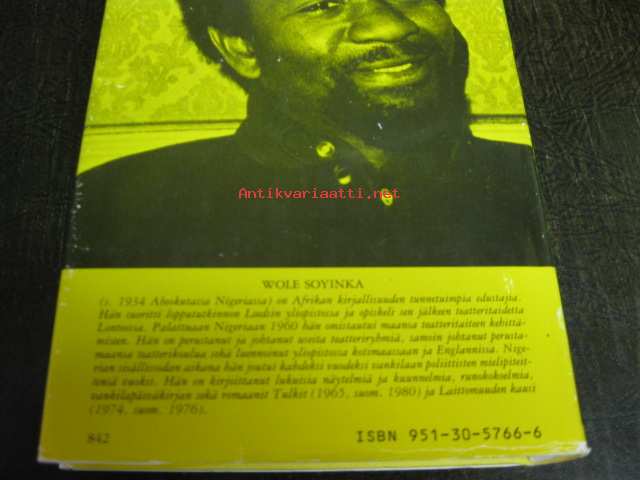 Antikvariaatti.net
WOLE SOYINKA
(s. 1934 Abeokutassa Nigeriassa) on Afrikan kirjallisuuden tunnetuimpia edustajia.
Hän suoritti loppututkinnon Leedsin yliopistossa ja opiskeli sen jälkeen teatteritaidetta
Lontoossa. Palattuaan Nigeriaan 1960 hän omistautui maansa teatteritaiteen kehittä-
miseen. Hän on perustanut ja johtanut useita teatteriryhmiä, samoin johtanut perusta-
maansa teatterikoulua sekä luennoinut yliopistoissa kotimaassaan ja Englannissa. Nige-
rian sisällissodan aikana hän joutui kahdeksi vuodeksi vankilaan poliittisten mielipiteit-
tensä vuoksi. Hän on kirjoittanut lukuisia näytelmiä ja kuunnelmia, runokokoelmia,
vankilapäiväkirjan sekä romaanit Tulkit (1965, suom. 1980) ja Laittomuuden kausi
(1974, suom. 1976).
842
ISBN 951-30-5766-6